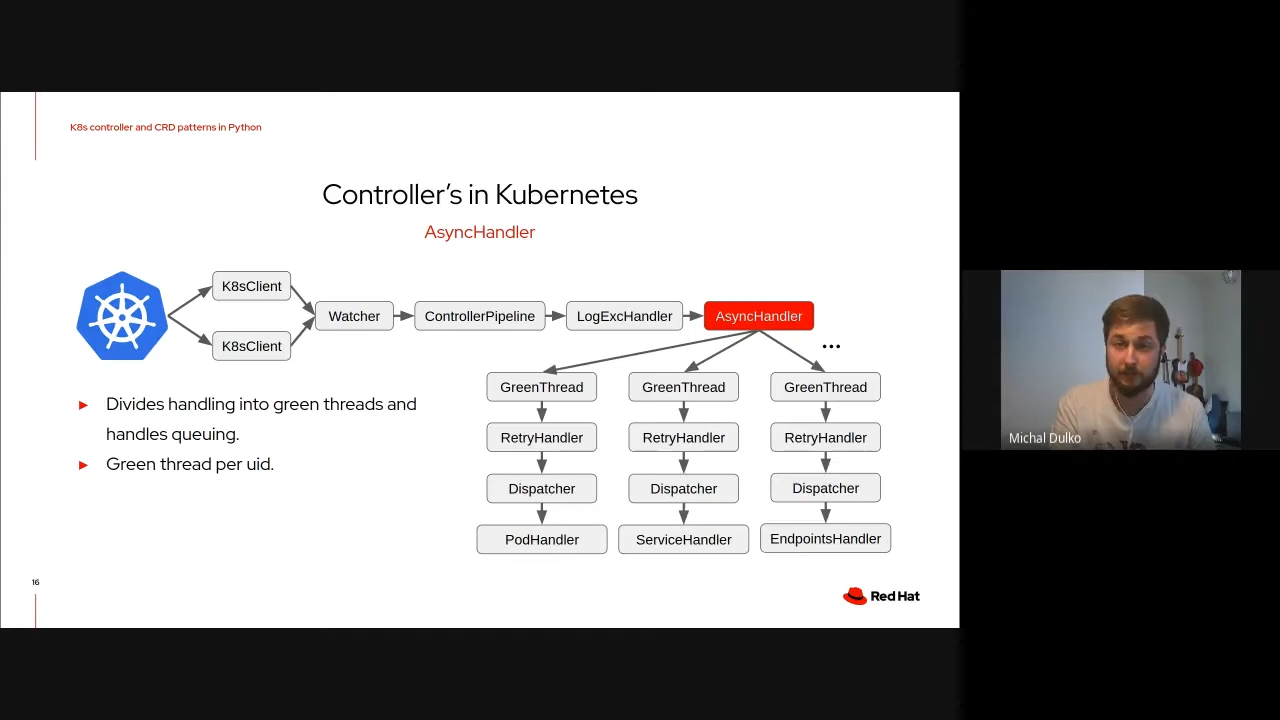 K8s controller and CRD patterns in Python
Controller's in Kubernetes
AsyncHandler
K8sClient
K8sClient
Watcher
ControllerPipeline
LogExcHandler
AsyncHandler
...
GreenThread
GreenThread
GreenThread
RetryHandler
RetryHandler
RetryHandler
Dispatcher
Dispatcher
Dispatcher
PodHandler
ServiceHandler
EndpointsHandler
Divides handling into green threads and
handles queuing.
Green thread per uid.
16
Red Hat
Michal Dulko